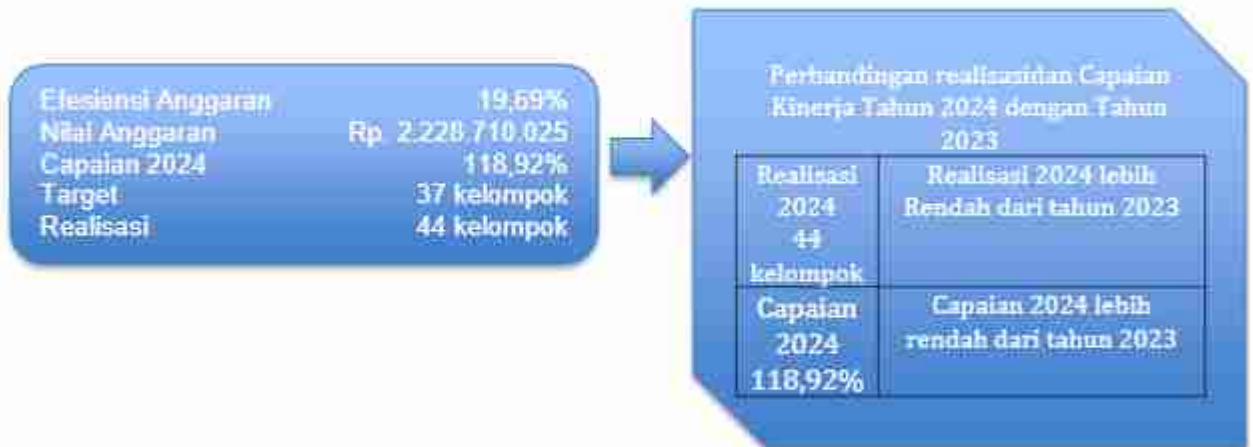 Efesiensi Anggaran 19,69%
Nilai Anggaran Rp. 2.228.710.025
Capaian 2024 118,92%
Target 37 kelompok
Realisasi 44 kelompok
Perbandingan realisasidan Capaian
Kinerja Tahun 2024 dengan Tahun
2023
Realisasi
2024
44
kelompok
Realisasi 2024 lebih
Rendah dari tahun 2023
Capaian
2024
118,92%
Capaian 2024 lebih
rendah dari tahun 2023